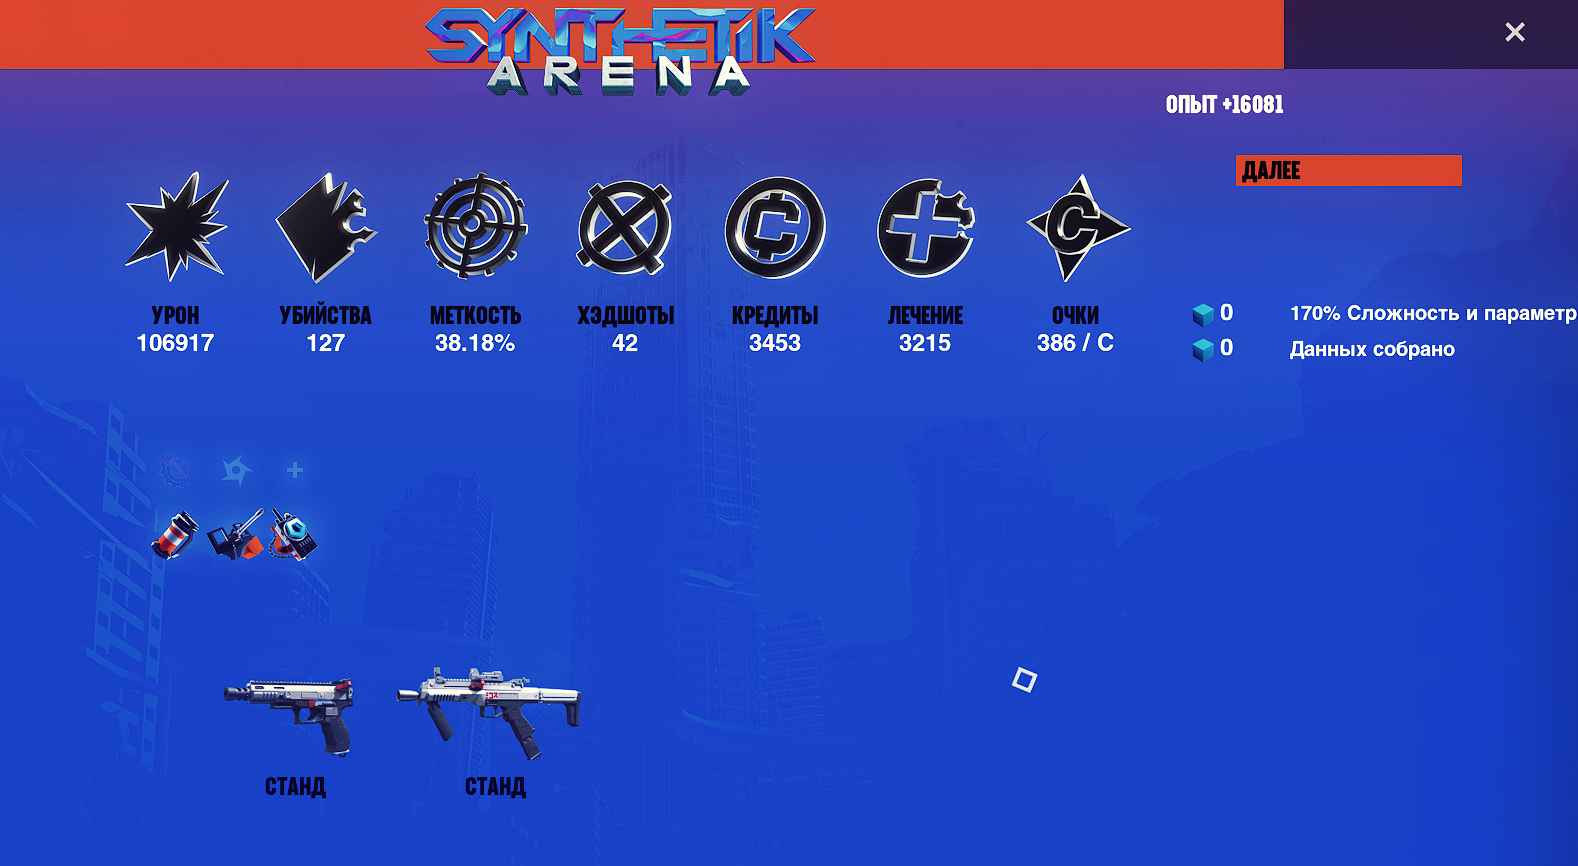 SYNTHETIK
ARENA
ОПЫТ +16081
ДАЛЕЕ
УРОН
106917
УБИЙСТВА
127
МЕТКОСТЬ
38.18%
ХЭДШОТЫ
42
КРЕДИТЫ
3453
ЛЕЧЕНИЕ
3215
ОЧКИ
386 / С
0 170% Сложность и параметр
0 Данных собрано
СТАНД
СТАНД